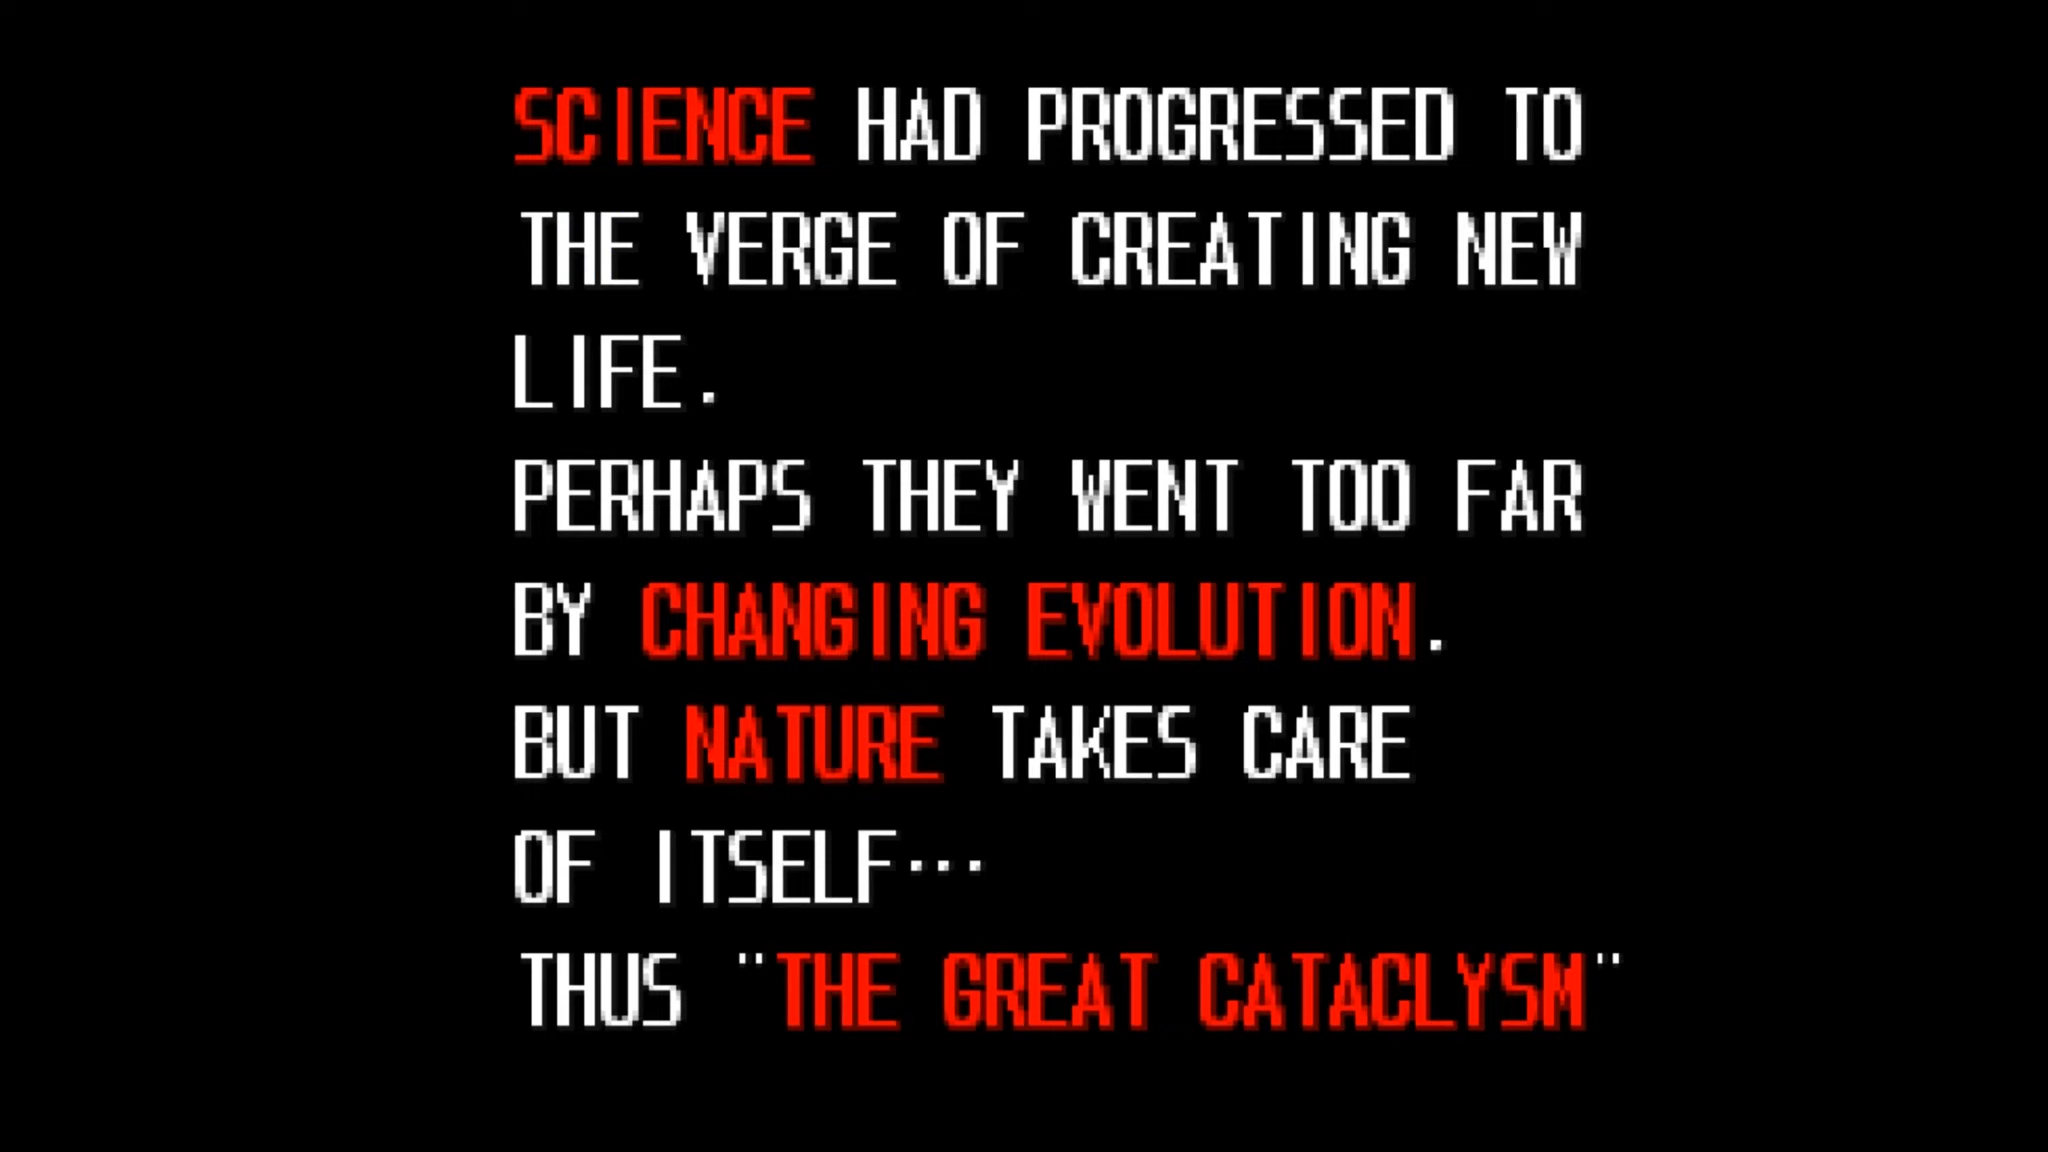 SCIENCE HAD PROGRESSED TO
THE VERGE OF CREATING NEW
LIFE.
PERHAPS THEY WENT TOO FAR
BY CHANGING EVOLUTION.
BUT NATURE TAKES CARE
OF ITSELF…
THUS "THE GREAT CATACLYSM"